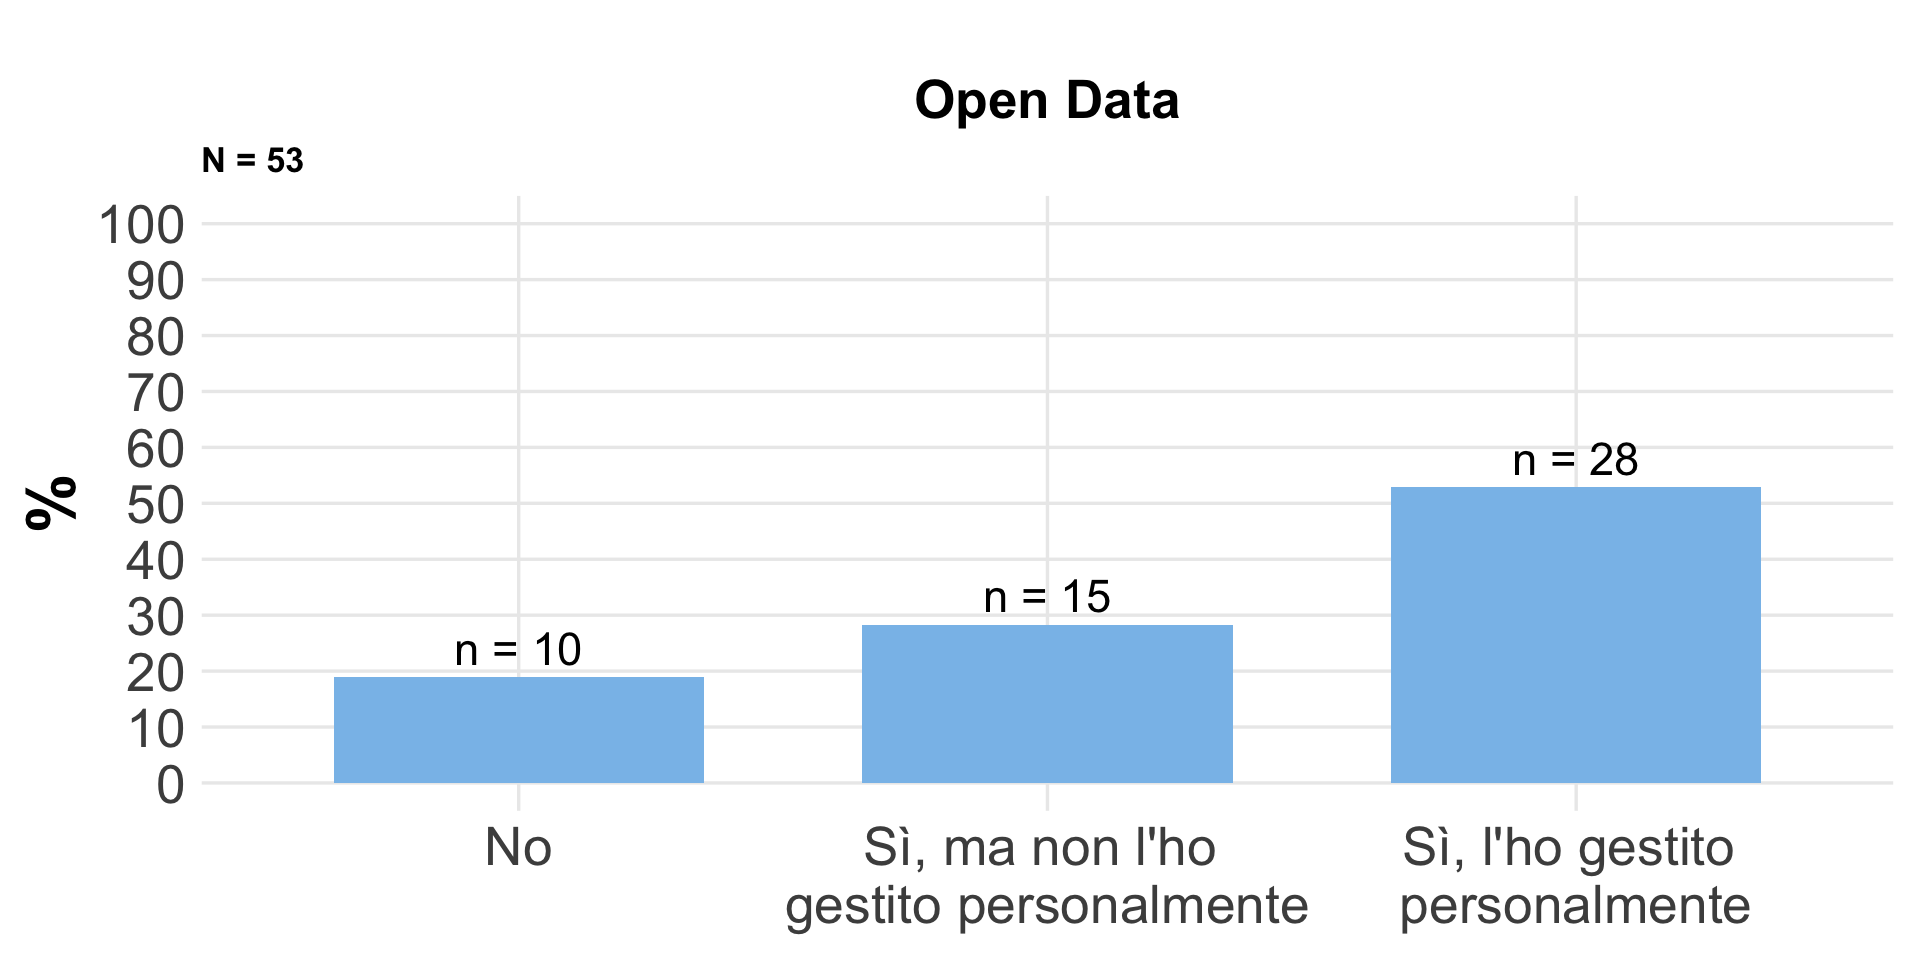 Open Data
N = 53
100
90
80
70
60
50
40
30
20
10
0
%
n = 10
n = 15
n = 28
No
Sì, ma non l'ho
gestito personalmente
Sì, l'ho gestito
personalmente